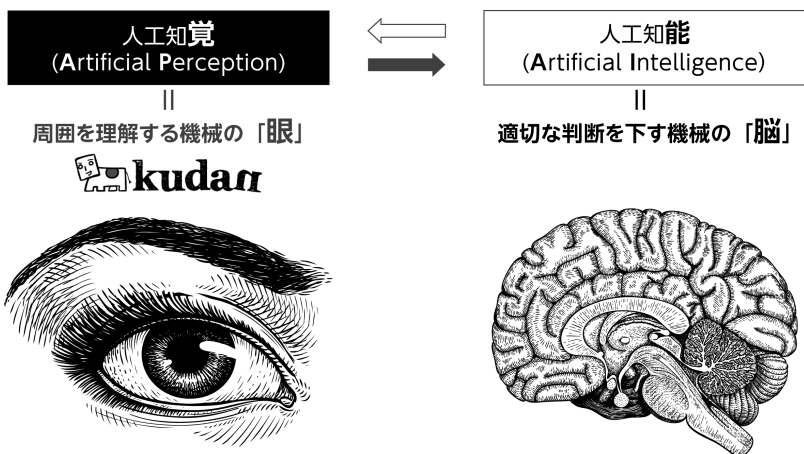 人工知覚
(Artificial Perception)
||
周囲を理解する機械の「眼」
kudan
人工知能
(Artificial Intelligence)
||
適切な判断を下す機械の「脳」